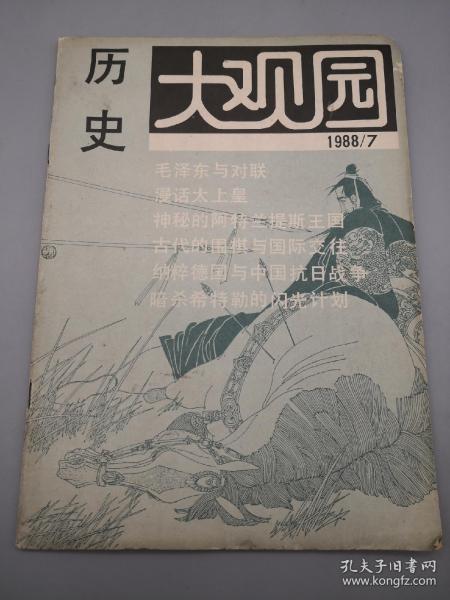 历史
大观园
1988/7
毛泽东与对联
漫话太上皇
神秘的阿特兰提斯王国
古代的围棋与国际交往
纳粹德国与中国抗日战争
暗杀希特勒的闪光计划
孔夫子旧书网
www.kongfz.com